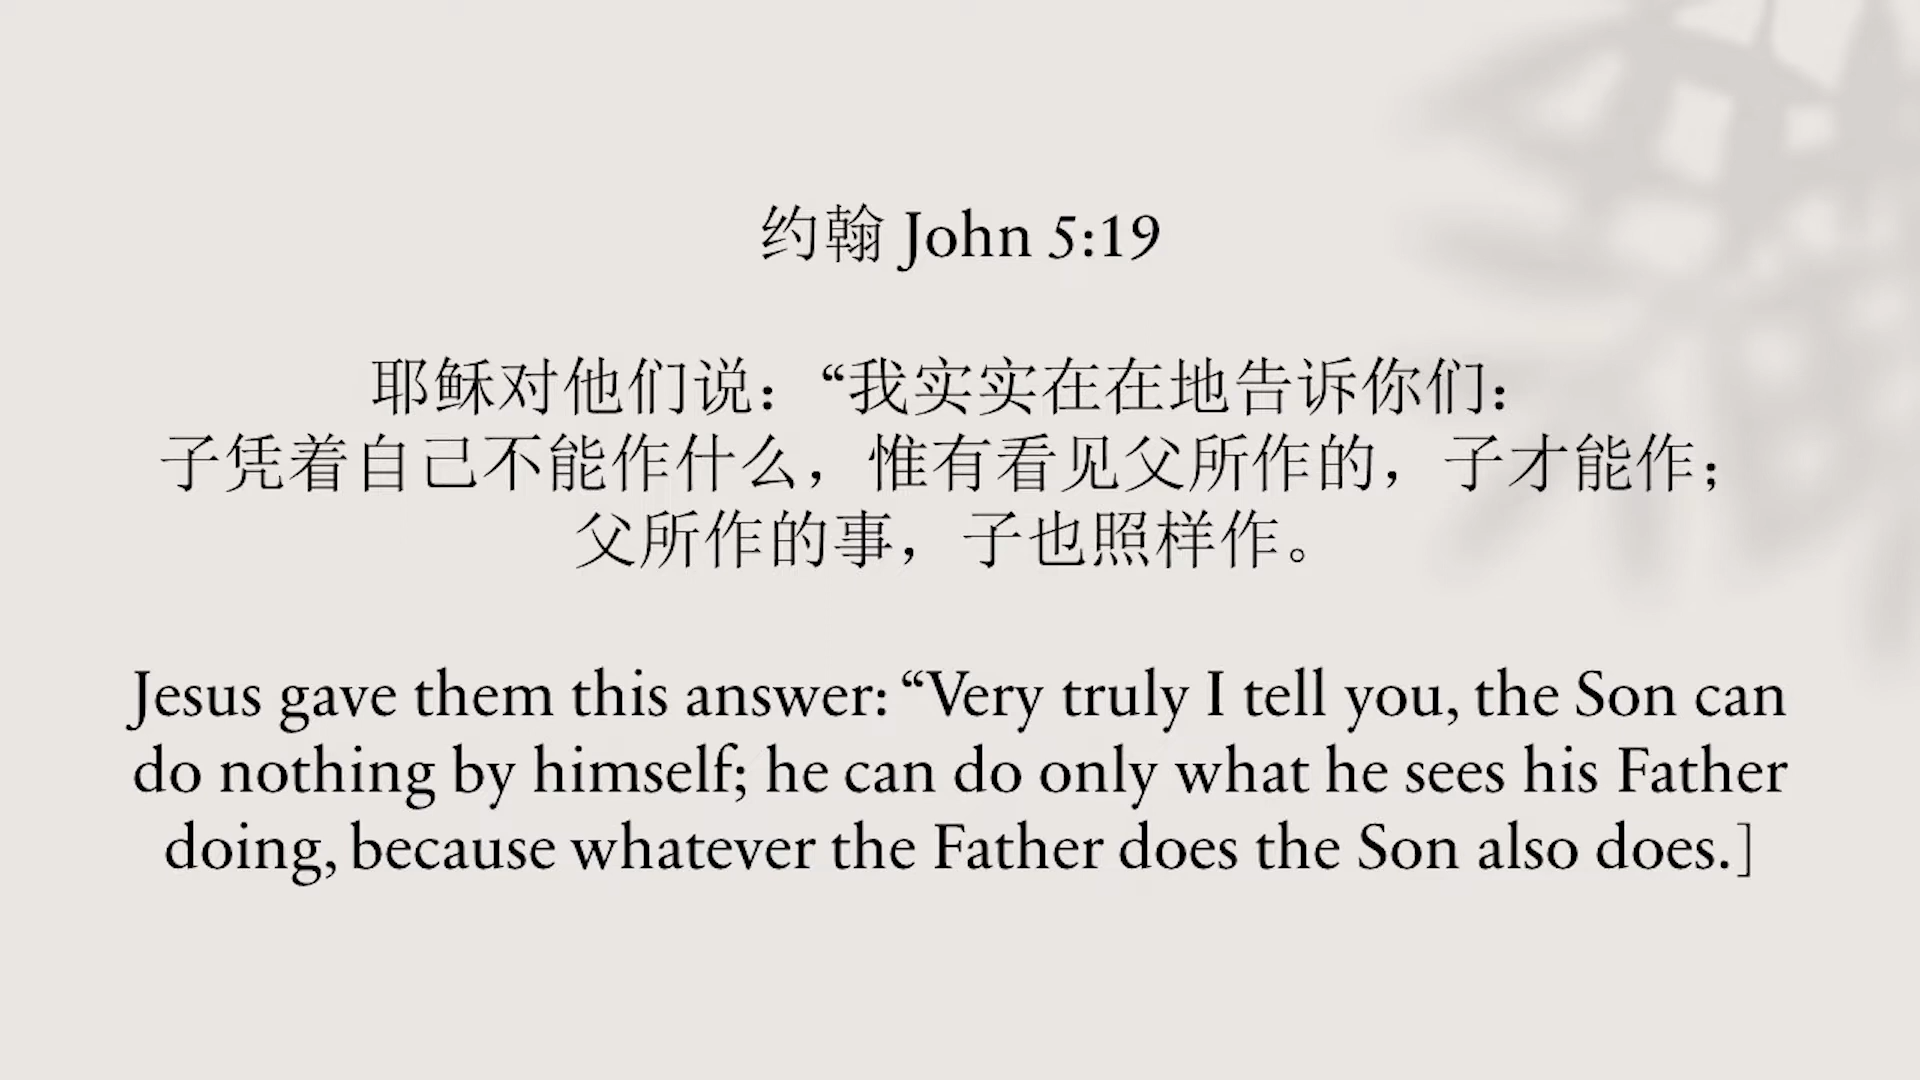 约翰 John 5:19
耶稣对他们说：“我实实在在地告诉你们：
子凭着自己不能作什么，惟有看见父所作的，子才能作；
父所作的事，子也照样作。
Jesus gave them this answer: “Very truly I tell you, the Son can
do nothing by himself; he can do only what he sees his Father
doing, because whatever the Father does the Son also does.]